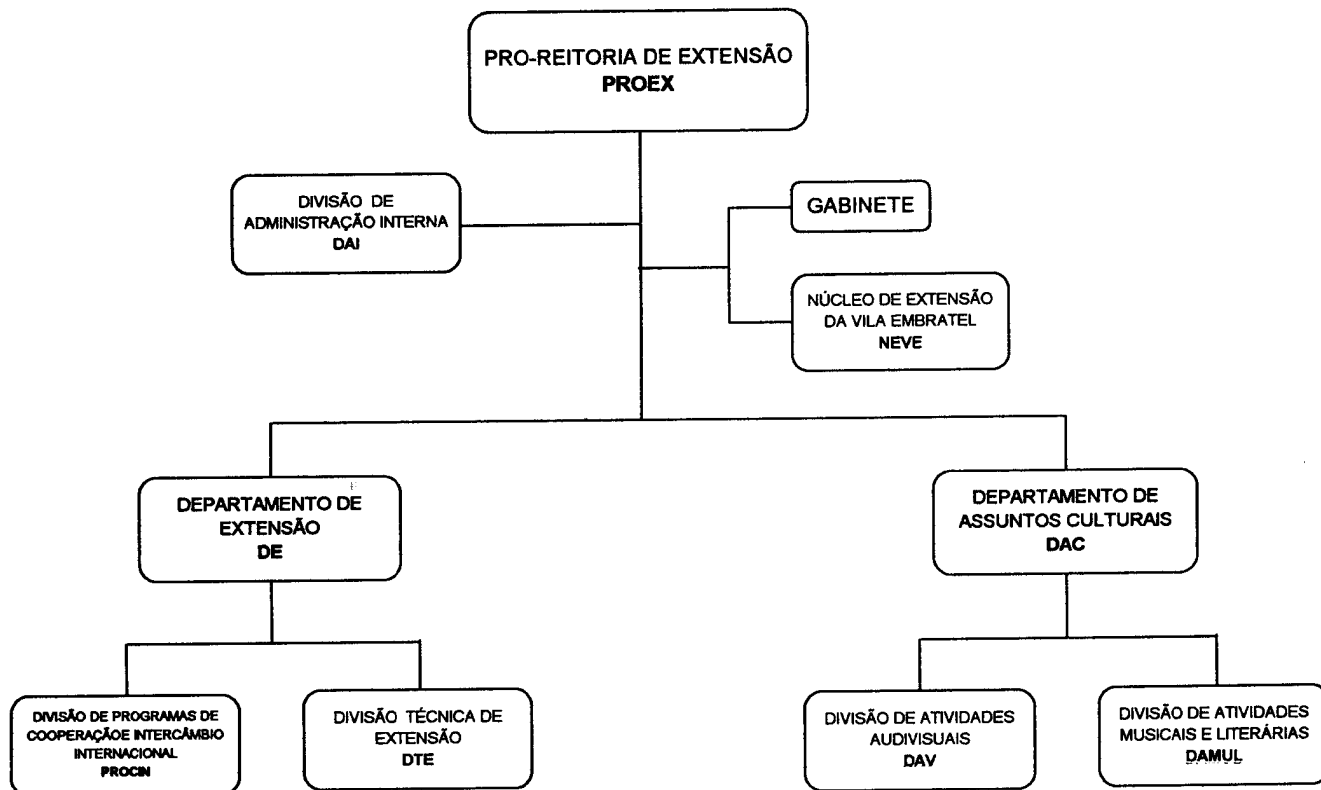 PRO-REITORIA DE EXTENSÃO
PROEX
DIVISÃO DE
ADMINISTRAÇÃO INTERNA
DAI
GABINETE
NÚCLEO DE EXTENSÃO
DA VILA EMBRATEL
NEVE
DEPARTAMENTO DE
EXTENSÃO
DE
DEPARTAMENTO DE
ASSUNTOS CULTURAIS
DAC
DIVISÃO DE PROGRAMAS DE
COOPERAÇÃOE INTERCÂMBIO
INTERNACIONAL
PROCIN
DIVISÃO TÉCNICA DE
EXTENSÃO
DTE
DIVISÃO DE ATIVIDADES
AUDIVISUAIS
DAV
DIVISÃO DE ATIVIDADES
MUSICAIS E LITERÁRIAS
DAMUL